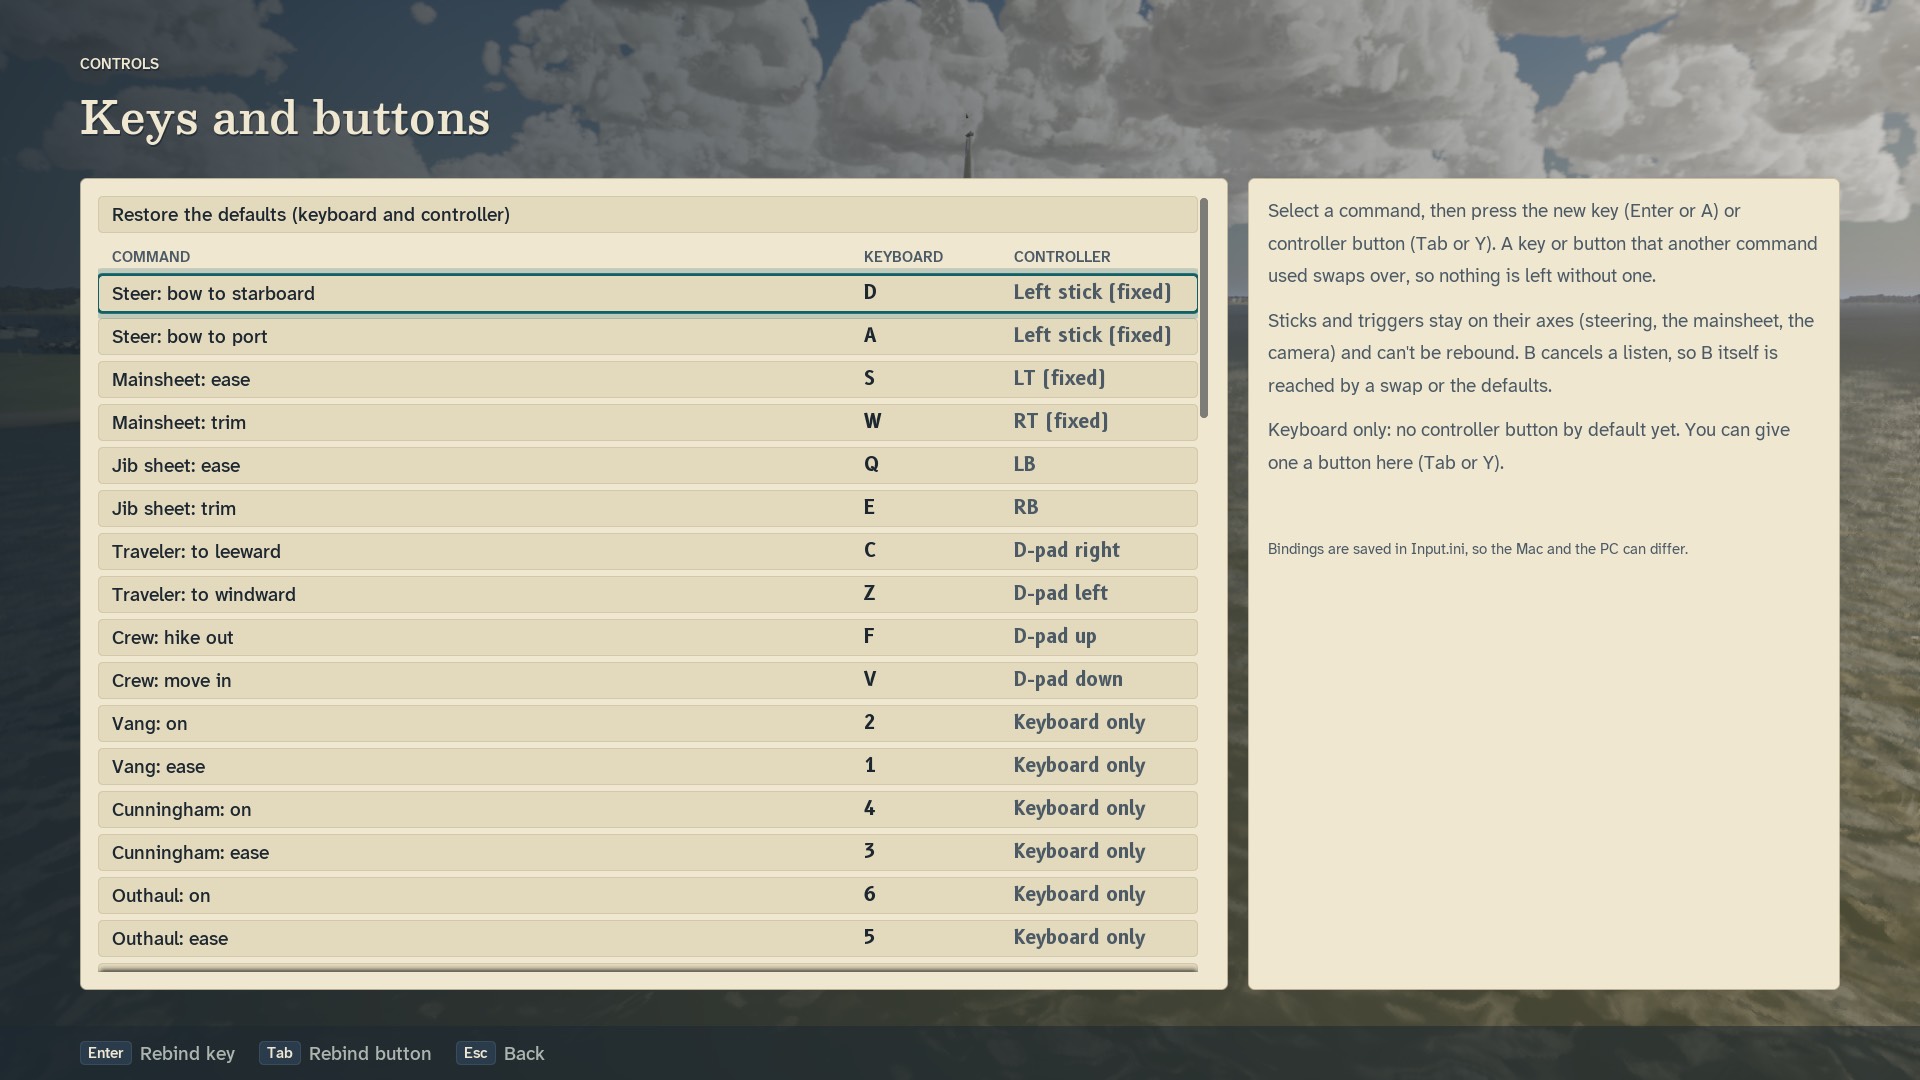 CONTROLS
Keys and buttons
Restore the defaults (keyboard and controller)
COMMAND KEYBOARD CONTROLLER
Steer: bow to starboard D Left stick (fixed)
Steer: bow to port A Left stick (fixed)
Mainsheet: ease S LT (fixed)
Mainsheet: trim W RT (fixed)
Jib sheet: ease Q LB
Jib sheet: trim E RB
Traveler: to leeward C D-pad right
Traveler: to windward Z D-pad left
Crew: hike out F D-pad up
Crew: move in V D-pad down
Vang: on 2 Keyboard only
Vang: ease 1 Keyboard only
Cunningham: on 4 Keyboard only
Cunningham: ease 3 Keyboard only
Outhaul: on 6 Keyboard only
Outhaul: ease 5 Keyboard only
Select a command, then press the new key (Enter or A) or
controller button (Tab or Y). A key or button that another command
used swaps over, so nothing is left without one.
Sticks and triggers stay on their axes (steering, the mainsheet, the
camera) and can't be rebound. B cancels a listen, so B itself is
reached by a swap or the defaults.
Keyboard only: no controller button by default yet. You can give
one a button here (Tab or Y).
Bindings are saved in Input.ini, so the Mac and the PC can differ.
Enter Rebind key Tab Rebind button Esc Back